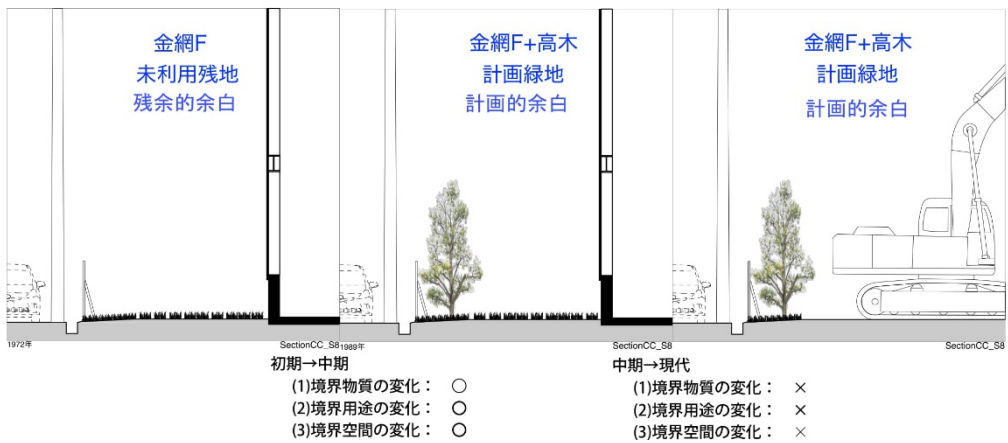 金網F
未利用残地
残余的余白
金網F+高木
計画緑地
計画的余白
金網F+高木
計画緑地
計画的余白
1972年
SectionCC_S8
1989年
SectionCC_S8
SectionCC_S8
初期→中期
(1)境界物質の変化： ○
(2)境界用途の変化： ○
(3)境界空間の変化： ○
中期→現代
(1)境界物質の変化： ×
(2)境界用途の変化： ×
(3)境界空間の変化： ×